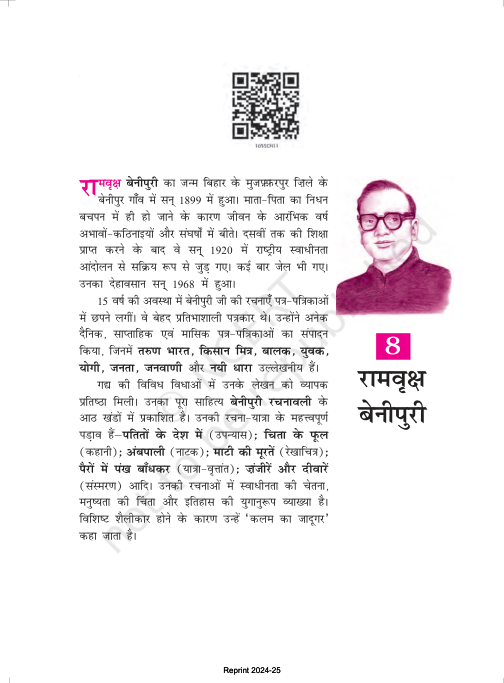 रामवृक्ष बेनीपुरी का जन्म बिहार के मुजफ़्फ़रपुर ज़िले के
बेनीपुर गाँव में सन् 1899 में हुआ। माता-पिता का निधन
बचपन में ही हो जाने के कारण जीवन के आरंभिक वर्ष
अभावों-कठिनाइयों और संघर्षों में बीते। दसवीं तक की शिक्षा
प्राप्त करने के बाद वे सन् 1920 में राष्ट्रीय स्वाधीनता
आंदोलन से सक्रिय रूप से जुड़ गए। कई बार जेल भी गए।
उनका देहावसान सन् 1968 में हुआ।
15 वर्ष की अवस्था में बेनीपुरी जी की रचनाएँ पत्र-पत्रिकाओं
में छपने लगीं। वे बेहद प्रतिभाशाली पत्रकार थे। उन्होंने अनेक
दैनिक, साप्ताहिक एवं मासिक पत्र-पत्रिकाओं का संपादन
किया, जिनमें तरुण भारत, किसान मित्र, बालक, युवक,
योगी, जनता, जनवाणी और नयी धारा उल्लेखनीय हैं।
गद्य की विविध विधाओं में उनके लेखन को व्यापक
प्रतिष्ठा मिली। उनका पूरा साहित्य बेनीपुरी रचनावली के
आठ खंडों में प्रकाशित है। उनकी रचना-यात्रा के महत्त्वपूर्ण
पड़ाव हैं–पतितों के देश में (उपन्यास); चिता के फूल
(कहानी); अंबपाली (नाटक); माटी की मूरतें (रेखाचित्र);
पैरों में पंख बाँधकर (यात्रा-वृत्तांत); ज़ंजीरें और दीवारें
(संस्मरण) आदि। उनकी रचनाओं में स्वाधीनता की चेतना,
मनुष्यता की चिंता और इतिहास की युगानुरूप व्याख्या है।
विशिष्ट शैलीकार होने के कारण उन्हें ‘कलम का जादूगर’
कहा जाता है।
8
रामवृक्ष
बेनीपुरी
Reprint 2024-25